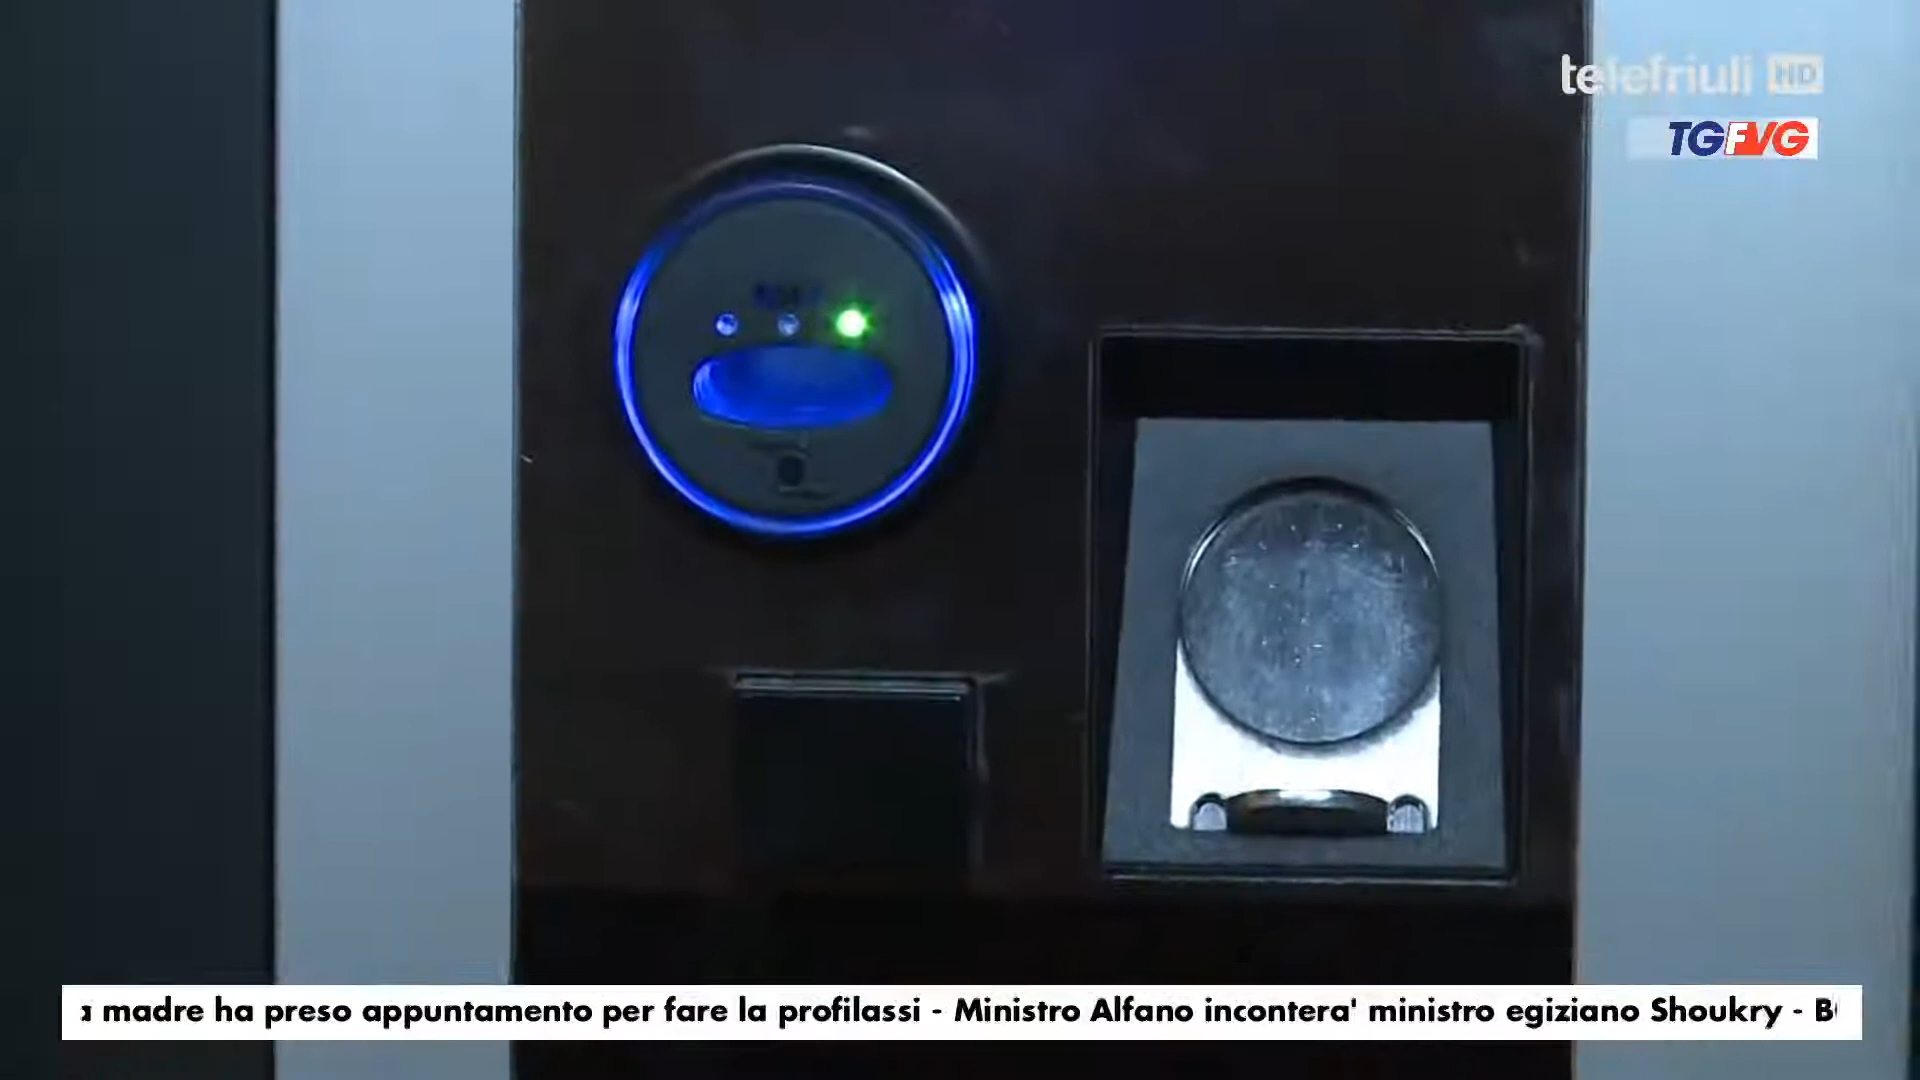 telefriuli HD
TGFVG
madre ha preso appuntamento per fare la profilassi - Ministro Alfano incontera' ministro egiziano Shoukry -